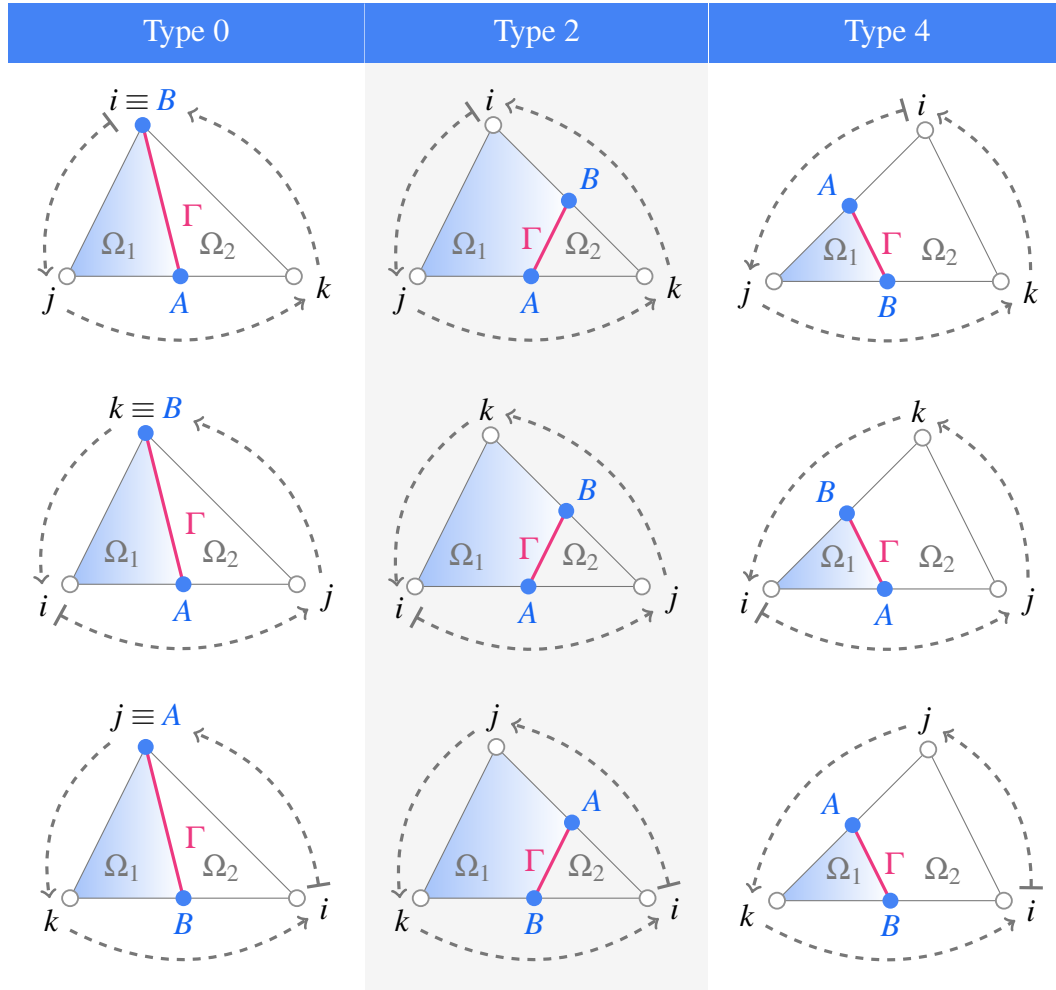 Type 0 Type 2 Type 4
i ≡ B i i
A
B
Γ Γ Γ
Ω₁ Ω₂ Ω₁ Ω₂ Ω₁ Ω₂
j A k j A k j B k
k ≡ B k k
B B
Γ Γ Γ
Ω₁ Ω₂ Ω₁ Ω₂ Ω₁ Ω₂
i A j i A j i A j
j ≡ A j j
A A
Γ Γ Γ
Ω₁ Ω₂ Ω₁ Ω₂ Ω₁ Ω₂
k B i k B i k B i